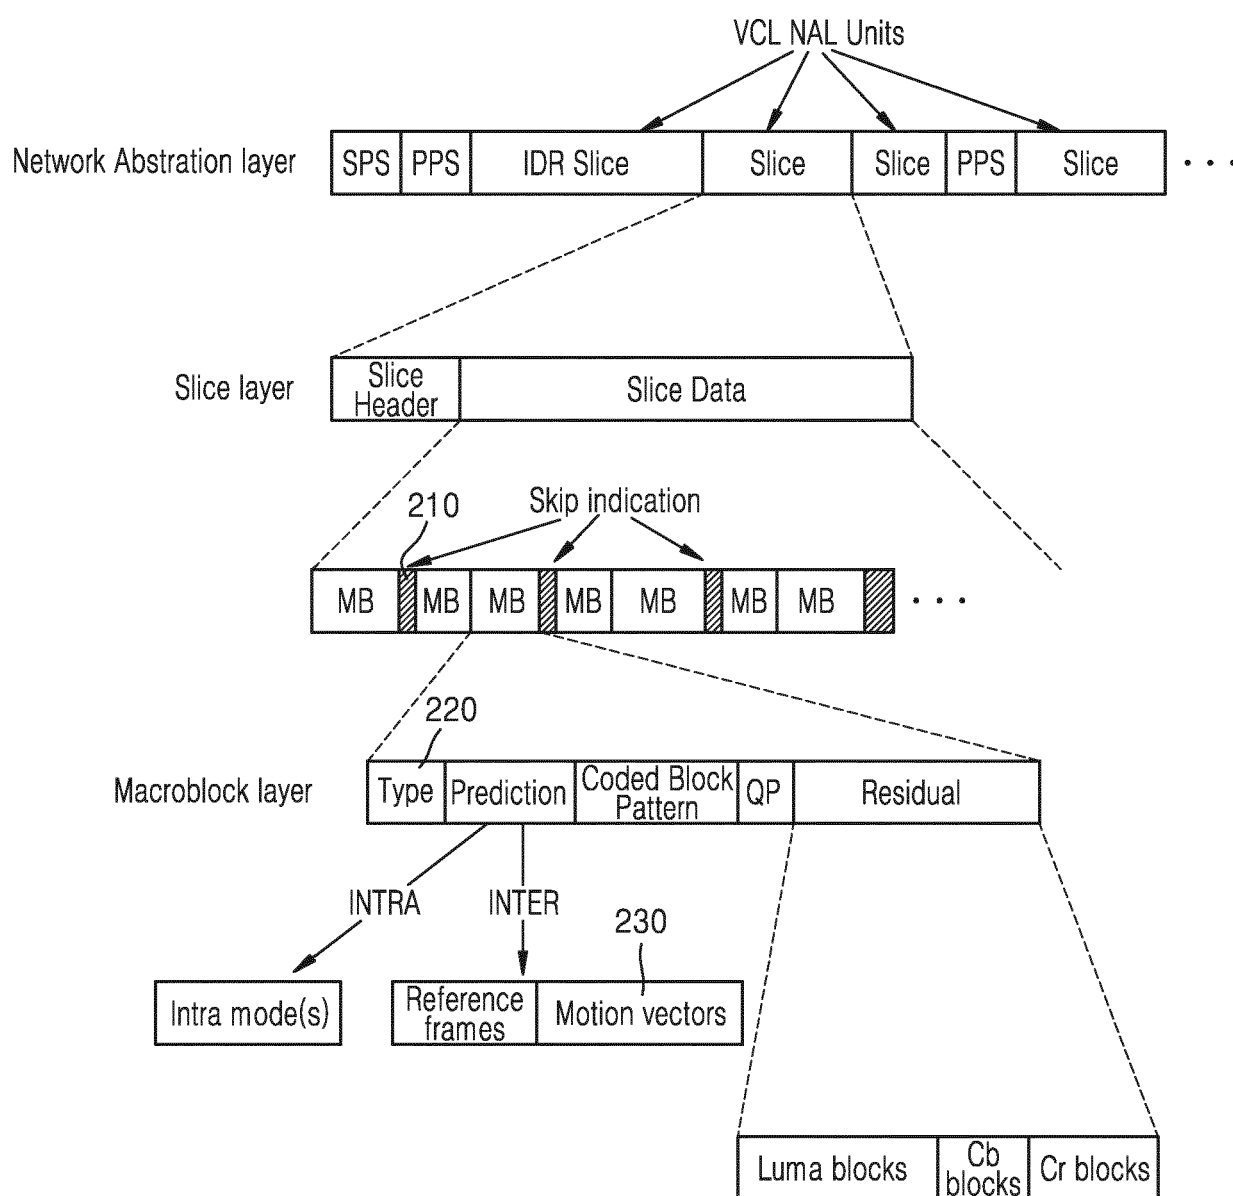 VCL NAL Units
Network Abstration layer
SPS PPS IDR Slice Slice Slice PPS Slice . . .
Slice layer
Slice
Header
Slice Data
210
Skip indication
MB MB MB MB MB MB MB . . .
220
Macroblock layer
Type Prediction
Coded Block
Pattern
QP Residual
INTRA INTER
230
Intra mode(s)
Reference
frames
Motion vectors
Luma blocks
Cb
blocks
Cr blocks